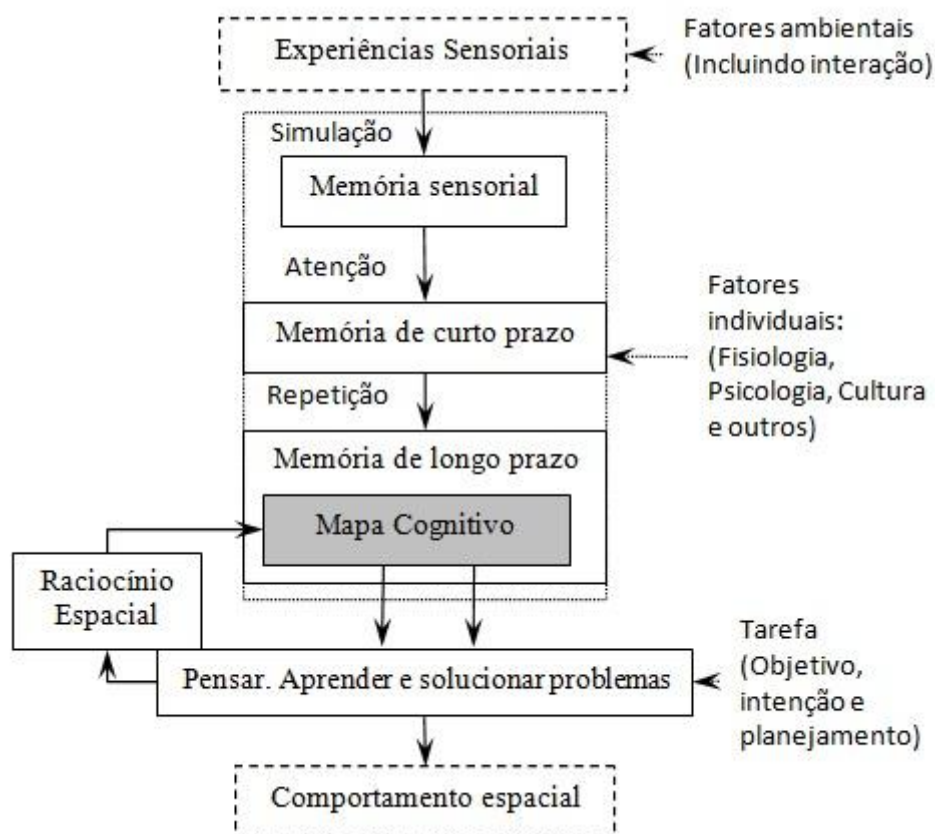 Experiências Sensoriais
Fatores ambientais
(Incluindo interação)
Simulação
Memória sensorial
Atenção
Memória de curto prazo
Fatores
individuais:
(Fisiologia,
Psicologia, Cultura
e outros)
Repetição
Memória de longo prazo
Mapa Cognitivo
Raciocínio
Espacial
Pensar. Aprender e solucionar problemas
Tarefa
(Objetivo,
intenção e
planejamento)
Comportamento espacial